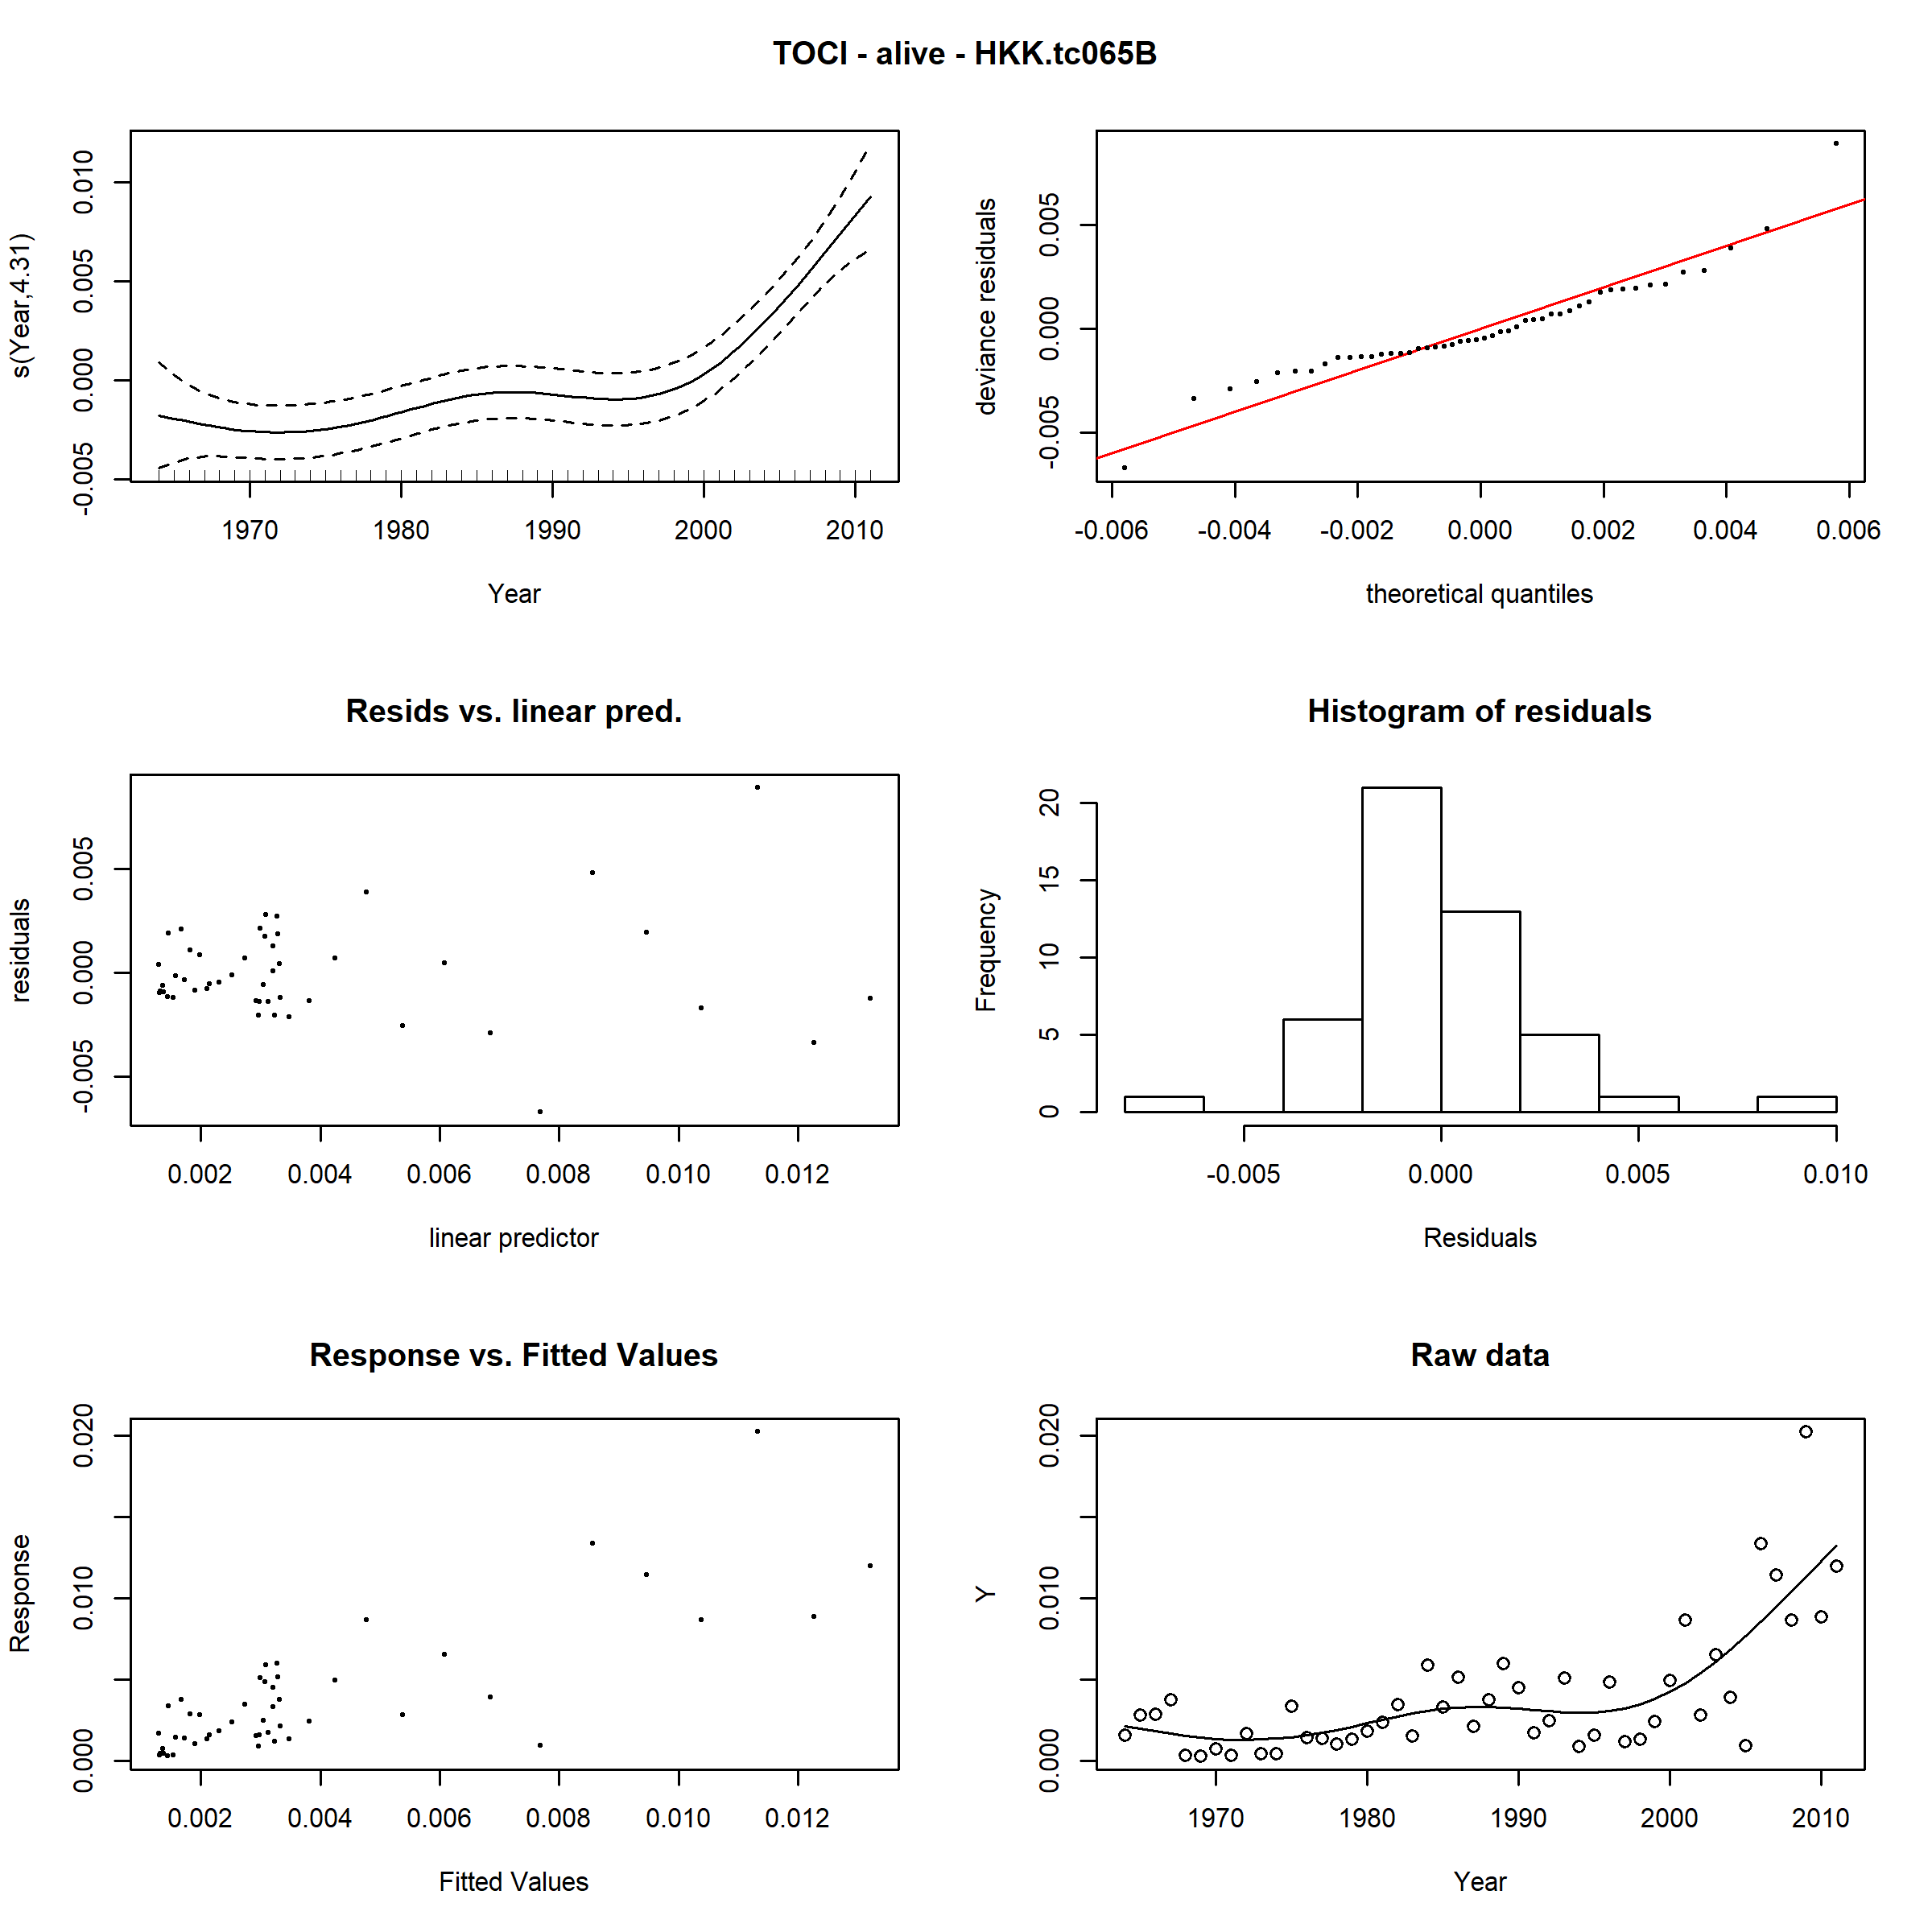 TOCI - alive - HKK.tc065B
s(Year,4.31)
0.010
0.005
0.000
-0.005
1970 1980 1990 2000 2010
Year
deviance residuals
0.005
0.000
-0.005
-0.006 -0.004 -0.002 0.000 0.002 0.004 0.006
theoretical quantiles
Resids vs. linear pred.
residuals
0.005
0.000
-0.005
0.002 0.004 0.006 0.008 0.010 0.012
linear predictor
Histogram of residuals
Frequency
20
15
10
5
0
-0.005 0.000 0.005 0.010
Residuals
Response vs. Fitted Values
Response
0.020
0.010
0.000
0.002 0.004 0.006 0.008 0.010 0.012
Fitted Values
Raw data
Y
0.020
0.010
0.000
1970 1980 1990 2000 2010
Year